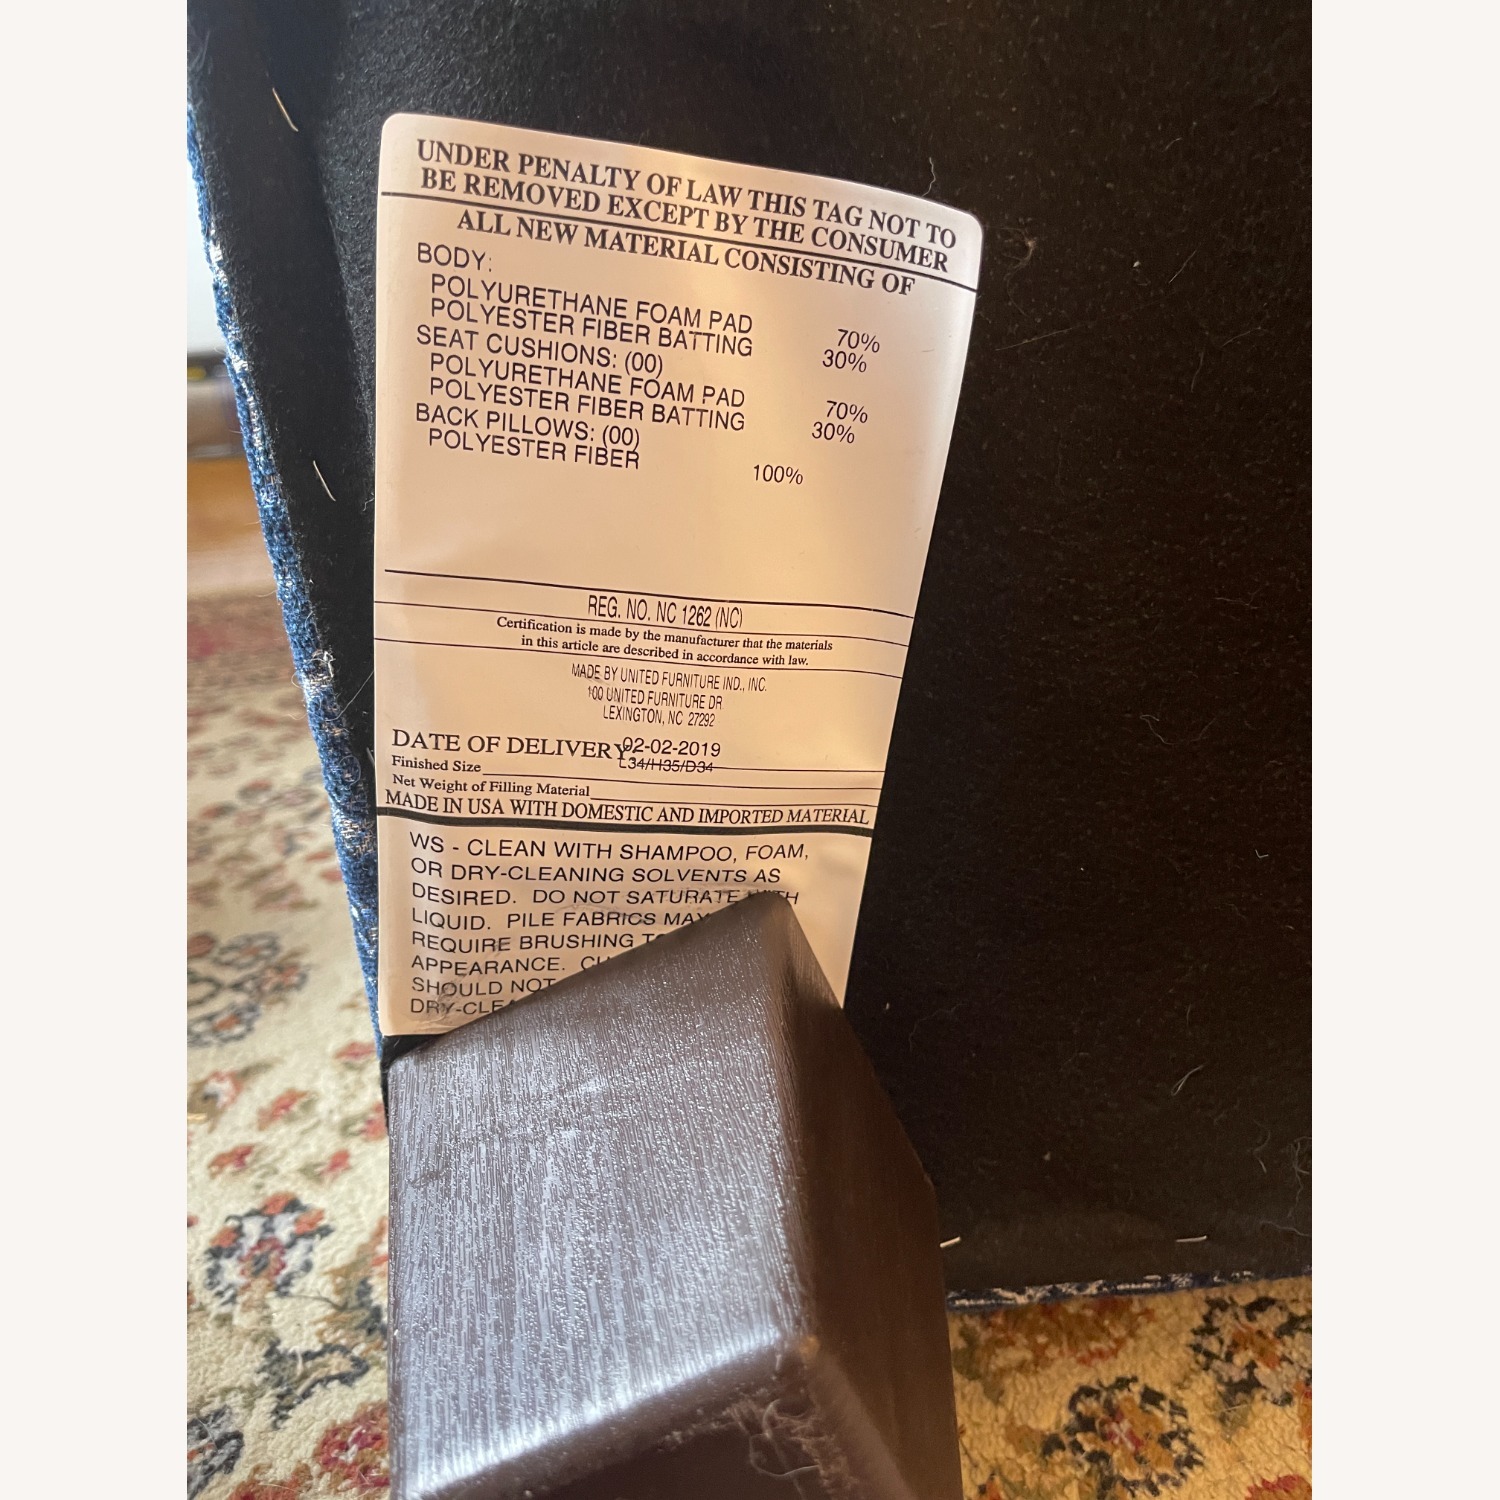 UNDER PENALTY OF LAW THIS TAG NOT TO
BE REMOVED EXCEPT BY THE CONSUMER
ALL NEW MATERIAL CONSISTING OF
BODY:
POLYURETHANE FOAM PAD 70%
POLYESTER FIBER BATTING 30%
SEAT CUSHIONS: (00)
POLYURETHANE FOAM PAD 70%
POLYESTER FIBER BATTING 30%
BACK PILLOWS: (00)
POLYESTER FIBER 100%
REG. NO. NC 1262 (NC)
Certification is made by the manufacturer that the materials
in this article are described in accordance with law.
MADE BY UNITED FURNITURE IND., INC.
100 UNITED FURNITURE DR
LEXINGTON, NC 27292
DATE OF DELIVERY 02-02-2019
Finished Size L34/H35/D34
Net Weight of Filling Material
MADE IN USA WITH DOMESTIC AND IMPORTED MATERIAL
WS - CLEAN WITH SHAMPOO, FOAM,
OR DRY-CLEANING SOLVENTS AS
DESIRED. DO NOT SATURATE WITH
LIQUID. PILE FABRICS MAY
REQUIRE BRUSHING
APPEARANCE.
SHOULD NOT